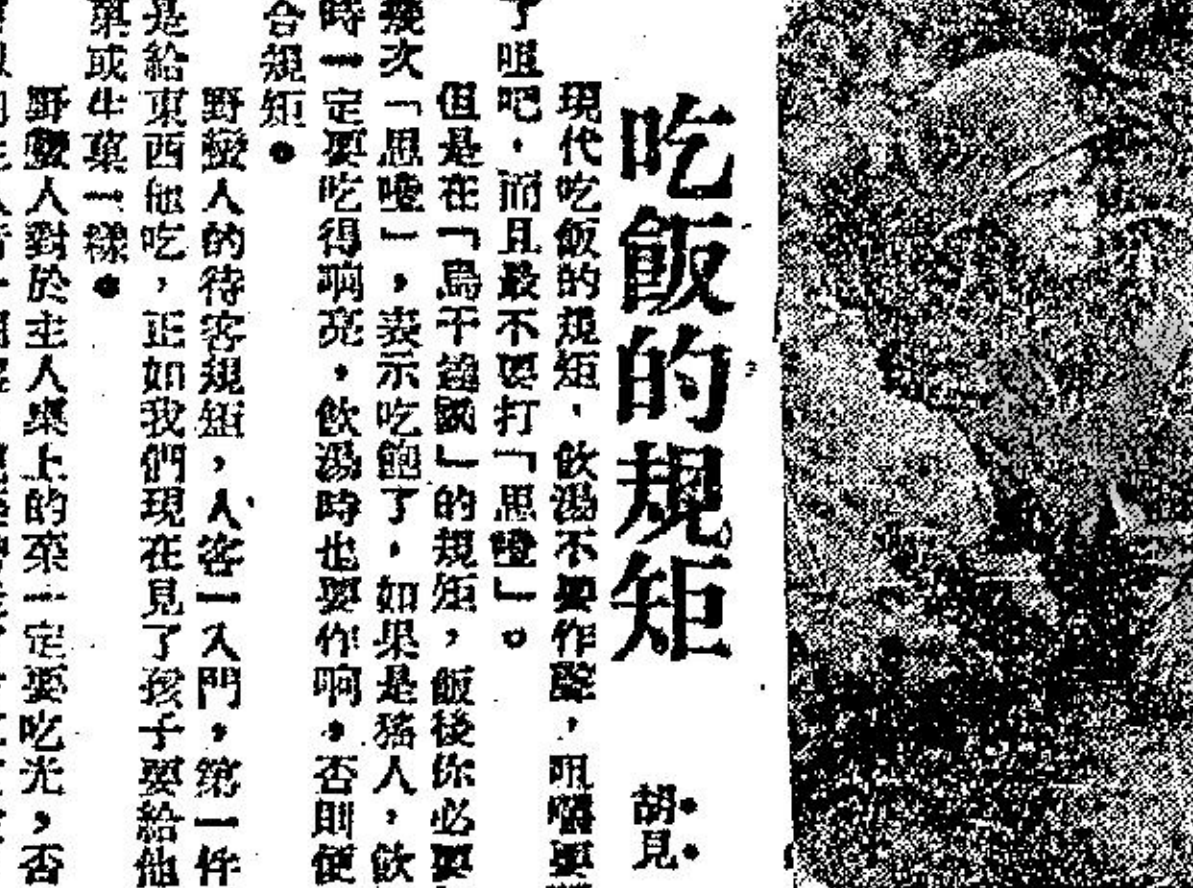 吃飯的規矩
胡見
現代吃飯的規矩，飲湯不要作聲，咀嚼要
了咀吧，而且最不要打「思噎」。
但是在「烏干達」的規矩，飯後你必要
幾次「思噎」，表示吃飽了，如果是豬人，飲
時一定要吃得啊亮，飲湯時也要作啊，否則便
合規矩。
野蠻人的待客規矩，人客一入門，第一件
是給東西他吃，正如我們現在見了孩子要給他
菓或生菓一樣。
野蠻人對於主人桌上的菜一定要吃光，否